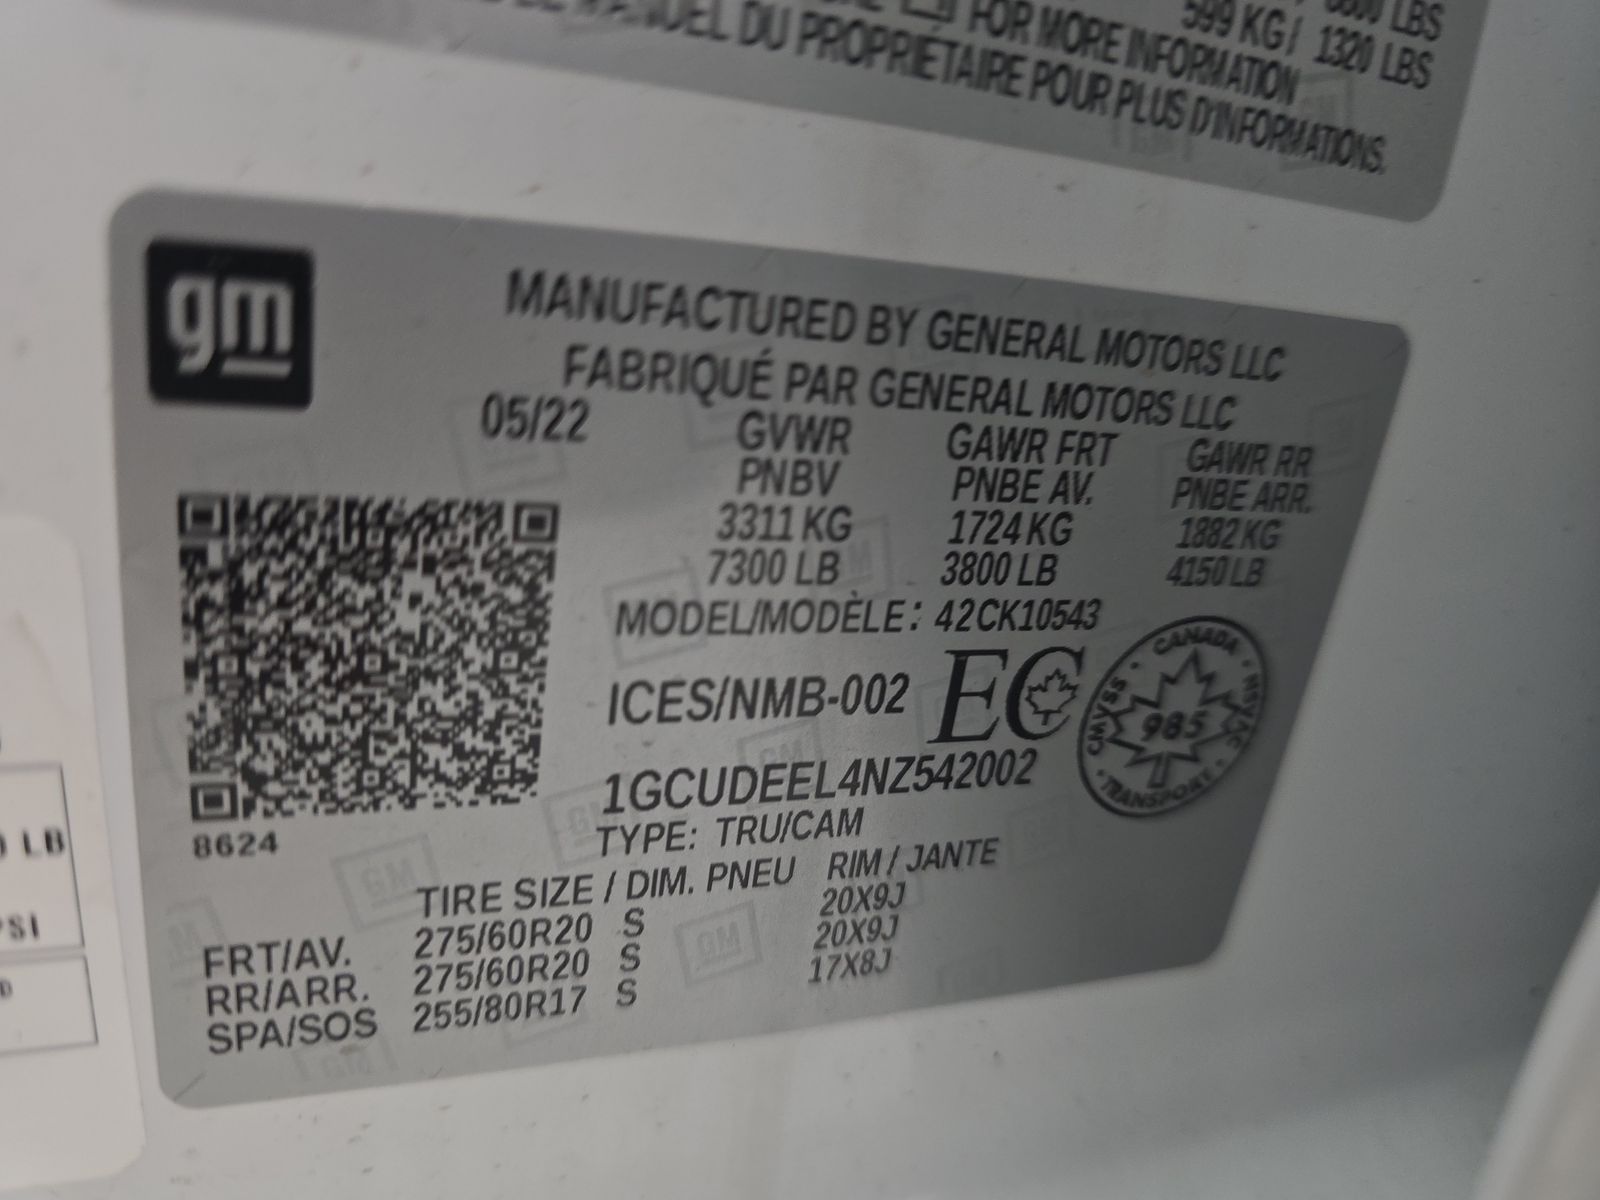 LBS
599 KG / 1320 LBS
FOR MORE INFORMATION
MANUEL DU PROPRIÉTAIRE POUR PLUS D'INFORMATIONS.
gm
MANUFACTURED BY GENERAL MOTORS LLC
FABRIQUÉ PAR GENERAL MOTORS LLC
05/22 GVWR GAWR FRT GAWR RR
PNBV PNBE AV. PNBE ARR.
3311 KG 1724 KG 1882 KG
7300 LB 3800 LB 4150 LB
MODEL/MODÈLE: 42CK10543
ICES/NMB-002 EC
CANADA
CMVSS 985 NSVAC
TRANSPORT
1GCUDEEL4NZ542002
8624
TYPE: TRU/CAM
TIRE SIZE / DIM. PNEU RIM / JANTE
FRT/AV. 275/60R20 S 20X9J
RR/ARR. 275/60R20 S 20X9J
SPA/SOS 255/80R17 S 17X8J
LB
PSI